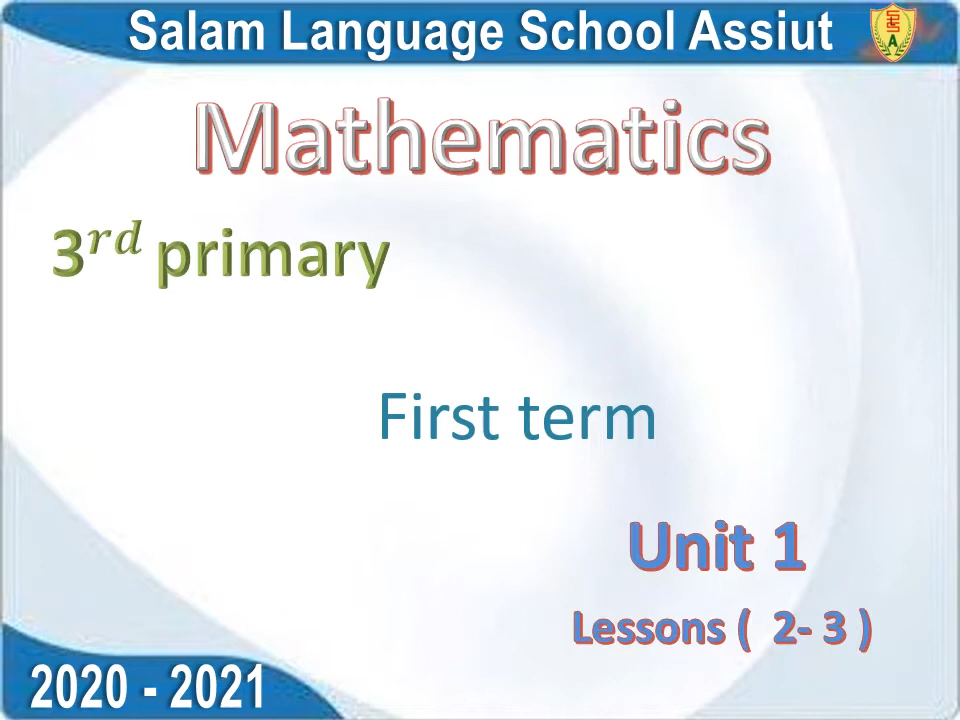 Salam Language School Assiut
Mathematics
3rd primary
First term
Unit 1
Lessons ( 2- 3 )
2020 - 2021